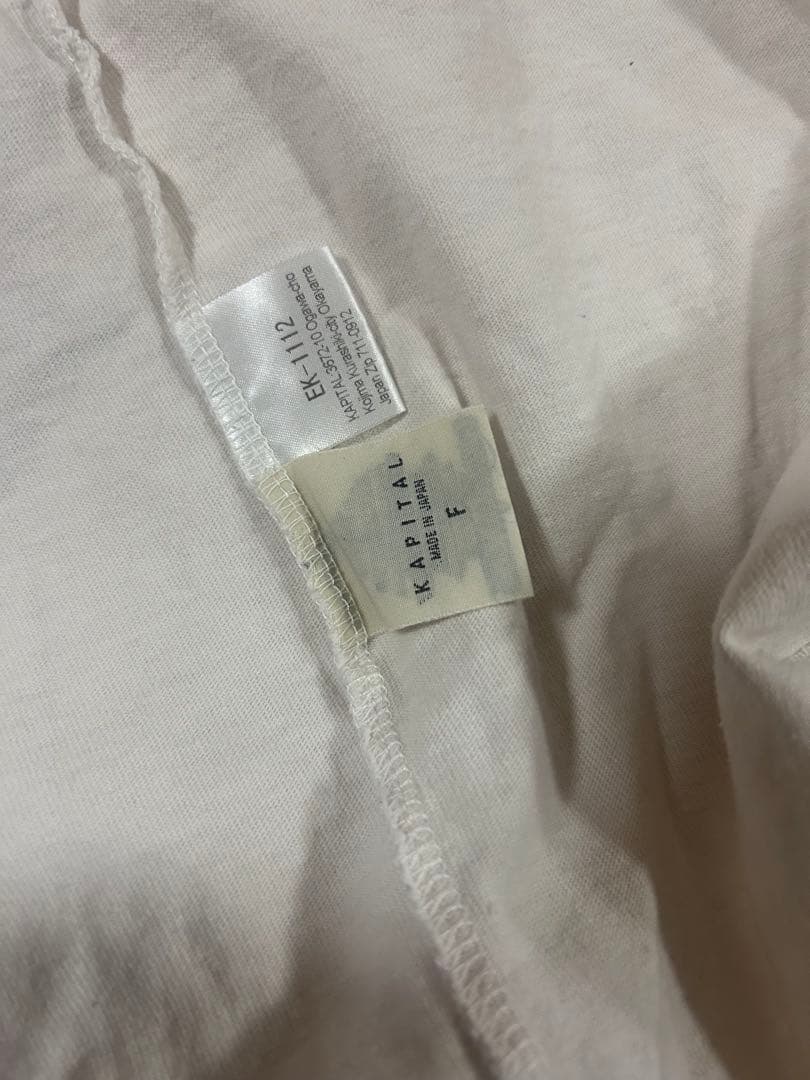 EK-1112
KAPITAL 3672-10 Ogawa-cho
Kojima Kurashiki-city Okayama
Japan Zip 711-0912
KAPITAL
MADE IN JAPAN
F